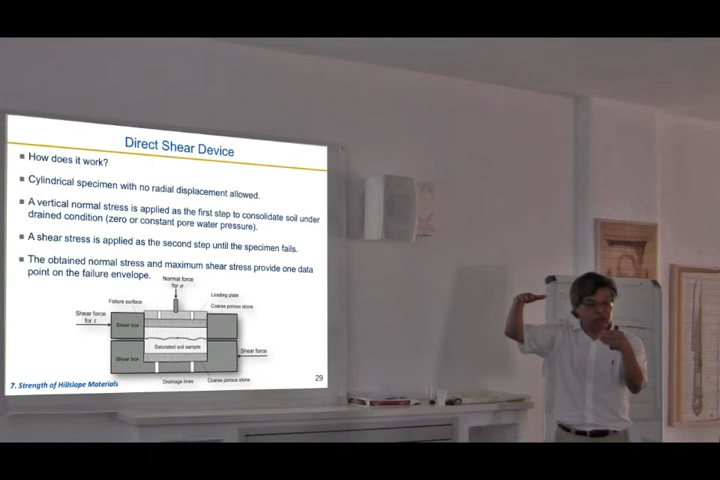 Direct Shear Device
How does it work?
Cylindrical specimen with no radial displacement allowed.
A vertical normal stress is applied as the first step to consolidate soil under
drained condition (zero or constant pore water pressure).
A shear stress is applied as the second step until the specimen fails.
The obtained normal stress and maximum shear stress provide one data
point on the failure envelope.
Normal force
for σ
Failure surface
Loading plate
Coarse porous stone
Shear force
for τ
Shear box
Saturated soil sample
Shear box
Shear force
Drainage lines
Coarse porous stone
7. Strength of Hillslope Materials
29